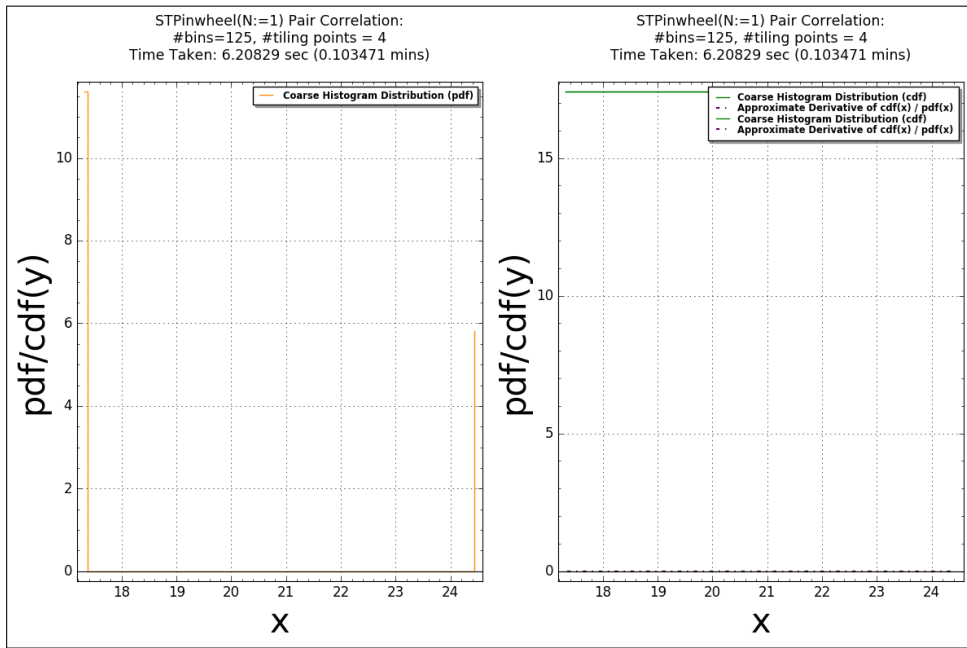 STPinwheel(N:=1) Pair Correlation:
#bins=125, #tiling points = 4
Time Taken: 6.20829 sec (0.103471 mins)
Coarse Histogram Distribution (pdf)
pdf/cdf(y)
10
8
6
4
2
0
18
19
20
21
22
23
24
x
STPinwheel(N:=1) Pair Correlation:
#bins=125, #tiling points = 4
Time Taken: 6.20829 sec (0.103471 mins)
Coarse Histogram Distribution (cdf)
Approximate Derivative of cdf(x) / pdf(x)
Coarse Histogram Distribution (cdf)
Approximate Derivative of cdf(x) / pdf(x)
pdf/cdf(y)
15
10
5
0
18
19
20
21
22
23
24
x